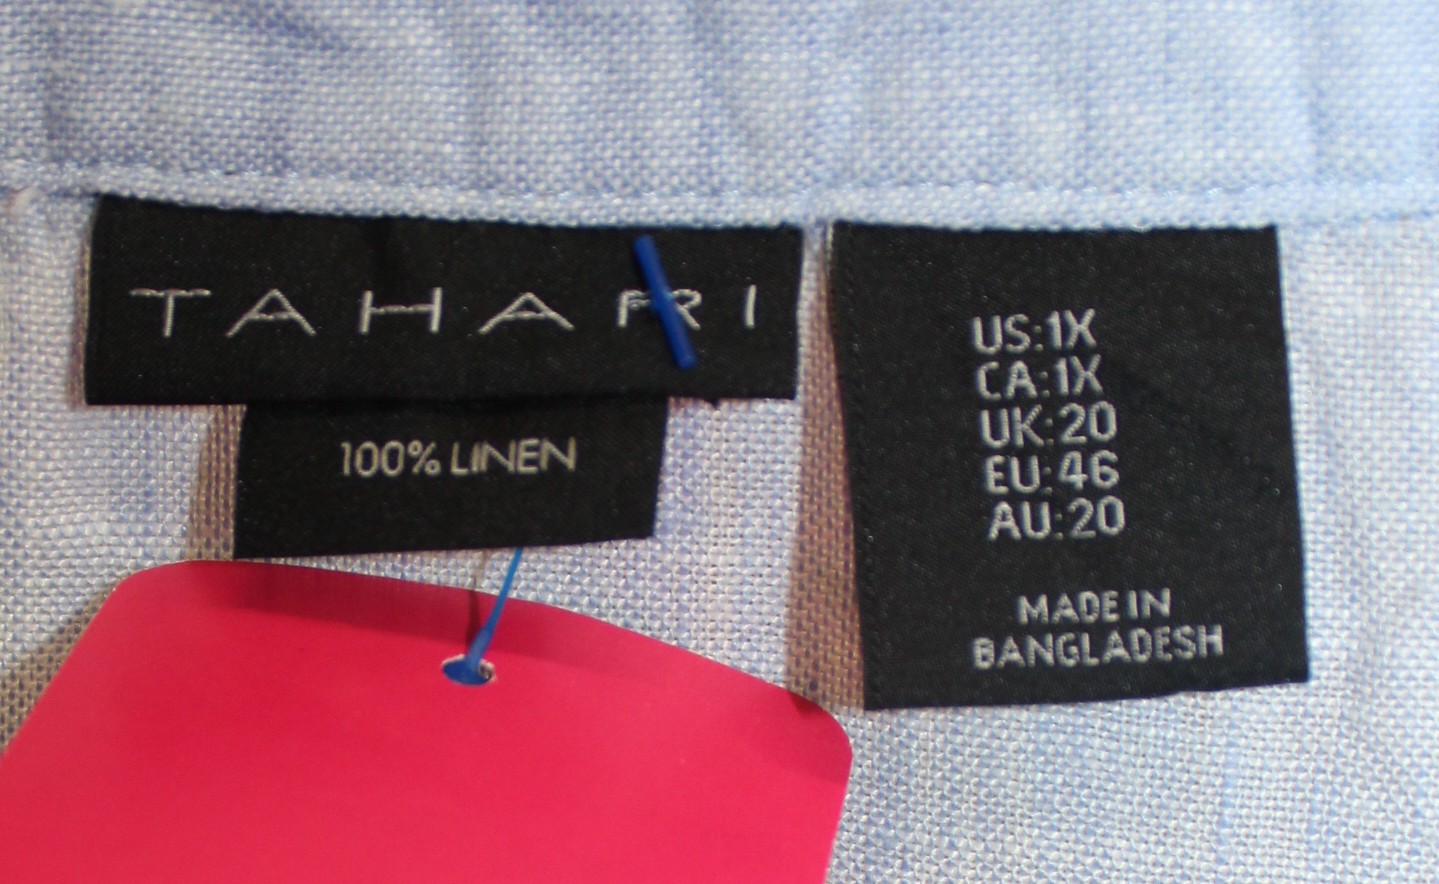 TAHARI
100% LINEN
US:1X
CA:1X
UK:20
EU:46
AU:20
MADE IN
BANGLADESH